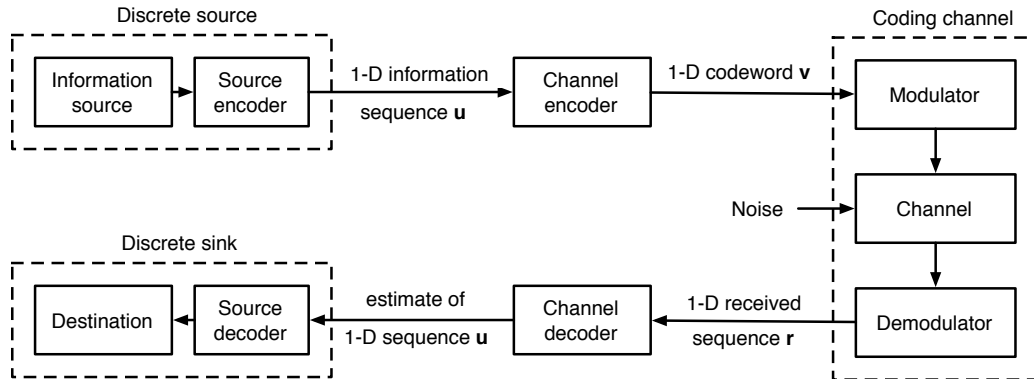 Discrete source
Coding channel
Information
source
Source
encoder
1-D information
sequence u
Channel
encoder
1-D codeword v
Modulator
Noise
Channel
Discrete sink
Destination
Source
decoder
estimate of
1-D sequence u
Channel
decoder
1-D received
sequence r
Demodulator